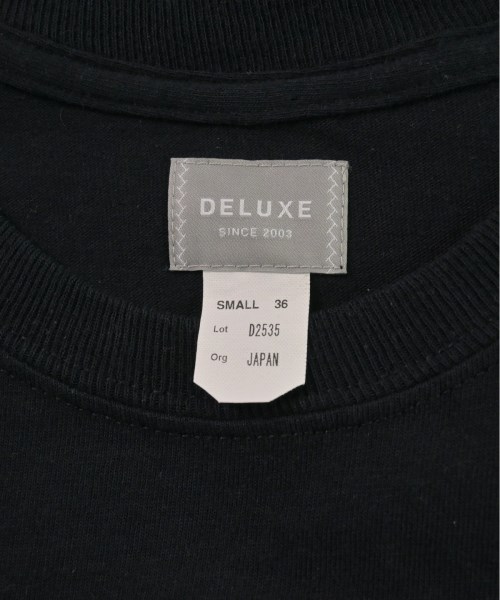 DELUXE
SINCE 2003
SMALL 36
Lot D2535
Org JAPAN